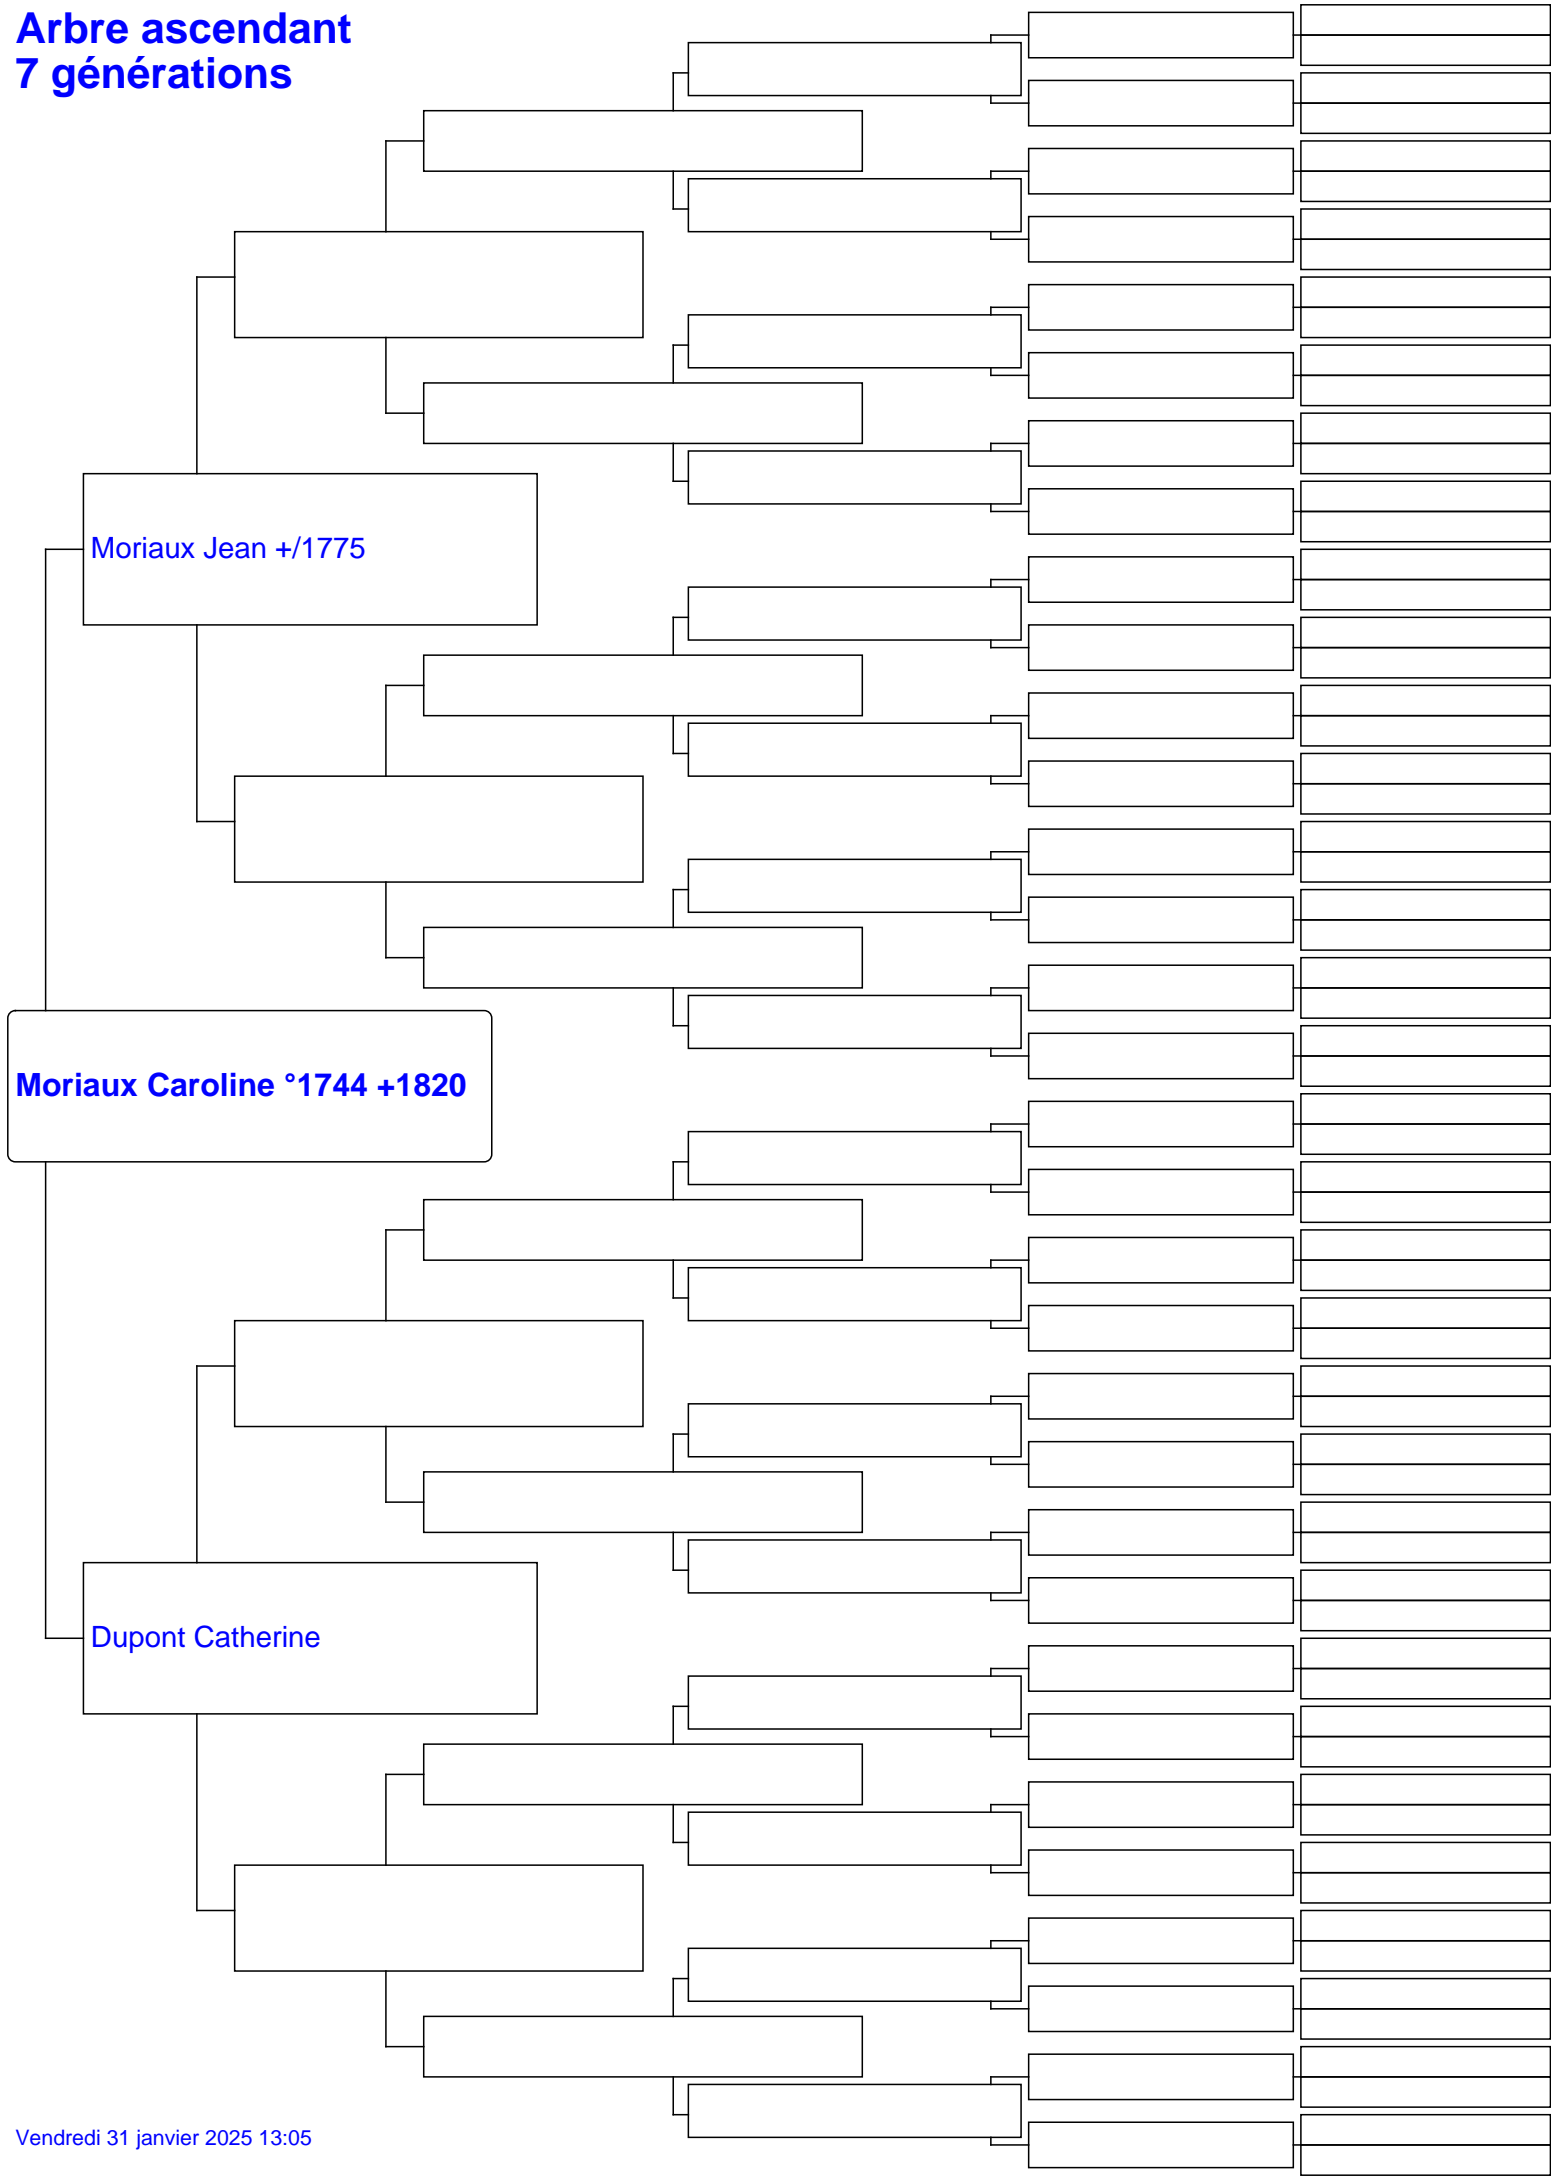 Arbre ascendant
7 générations
Moriaux Jean +/1775
Moriaux Caroline °1744 +1820
Dupont Catherine
Vendredi 31 janvier 2025 13:05